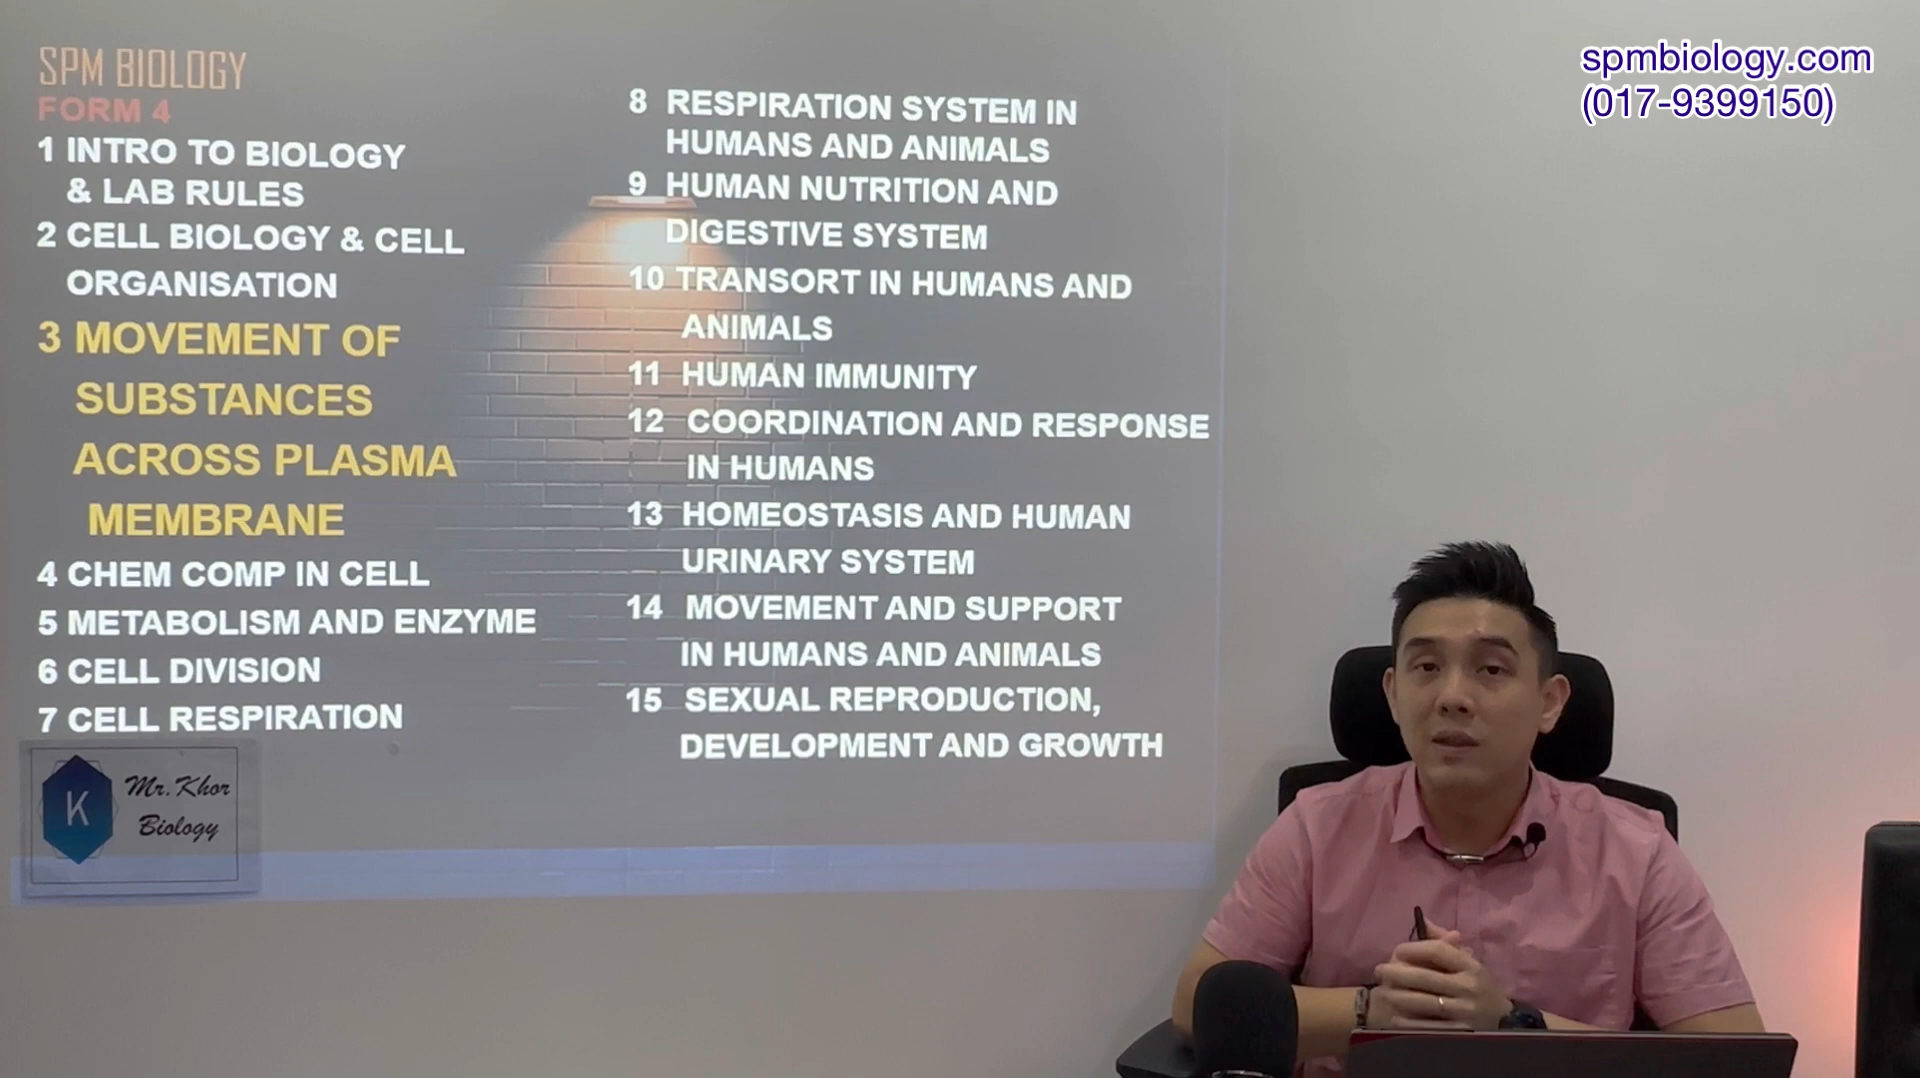 SPM BIOLOGY
FORM 4
1 INTRO TO BIOLOGY
& LAB RULES
2 CELL BIOLOGY & CELL
ORGANISATION
3 MOVEMENT OF
SUBSTANCES
ACROSS PLASMA
MEMBRANE
4 CHEM COMP IN CELL
5 METABOLISM AND ENZYME
6 CELL DIVISION
7 CELL RESPIRATION
K
Mr. Khor
Biology
8 RESPIRATION SYSTEM IN
HUMANS AND ANIMALS
9 HUMAN NUTRITION AND
DIGESTIVE SYSTEM
10 TRANSORT IN HUMANS AND
ANIMALS
11 HUMAN IMMUNITY
12 COORDINATION AND RESPONSE
IN HUMANS
13 HOMEOSTASIS AND HUMAN
URINARY SYSTEM
14 MOVEMENT AND SUPPORT
IN HUMANS AND ANIMALS
15 SEXUAL REPRODUCTION,
DEVELOPMENT AND GROWTH
spmbiology.com
(017-9399150)